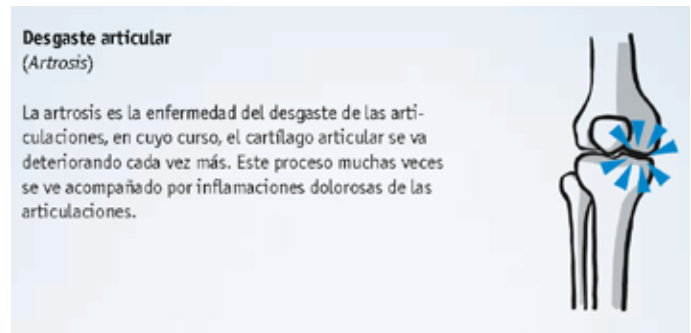 Desgaste articular
(Artrosis)
La artrosis es la enfermedad del desgaste de las arti-
culaciones, en cuyo curso, el cartílago articular se va
deteriorando cada vez más. Este proceso muchas veces
se ve acompañado por inflamaciones dolorosas de las
articulaciones.